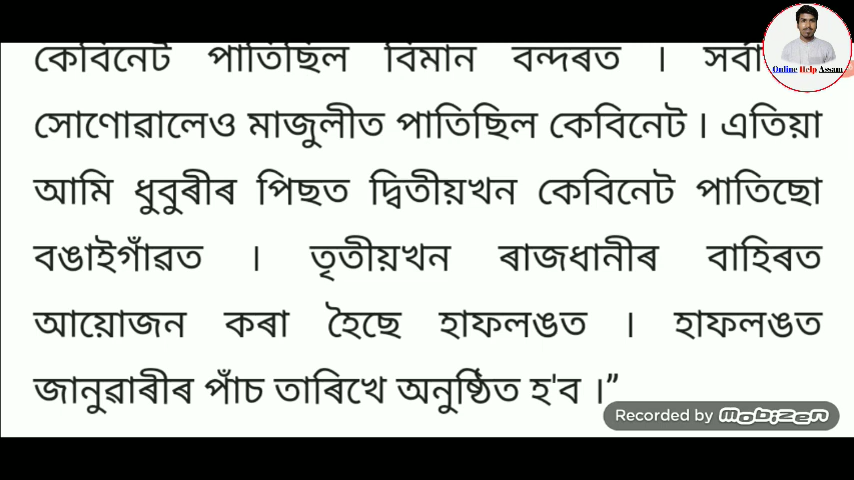 কেবিনেট পাতিছিল বিমান বন্দৰত ।
Online Help Assam
সোণোৱালেও মাজুলীত পাতিছিল কেবিনেট । এতিয়া
আমি ধুবুৰীৰ পিছত দ্বিতীয়খন কেবিনেট পাতিছো
বঙাইগাঁৱত । তৃতীয়খন ৰাজধানীৰ বাহিৰত
আয়োজন কৰা হৈছে হাফলঙত । হাফলঙত
জানুৱাৰীৰ পাঁচ তাৰিখে অনুষ্ঠিত হ'ব ।”
Recorded by mobizen